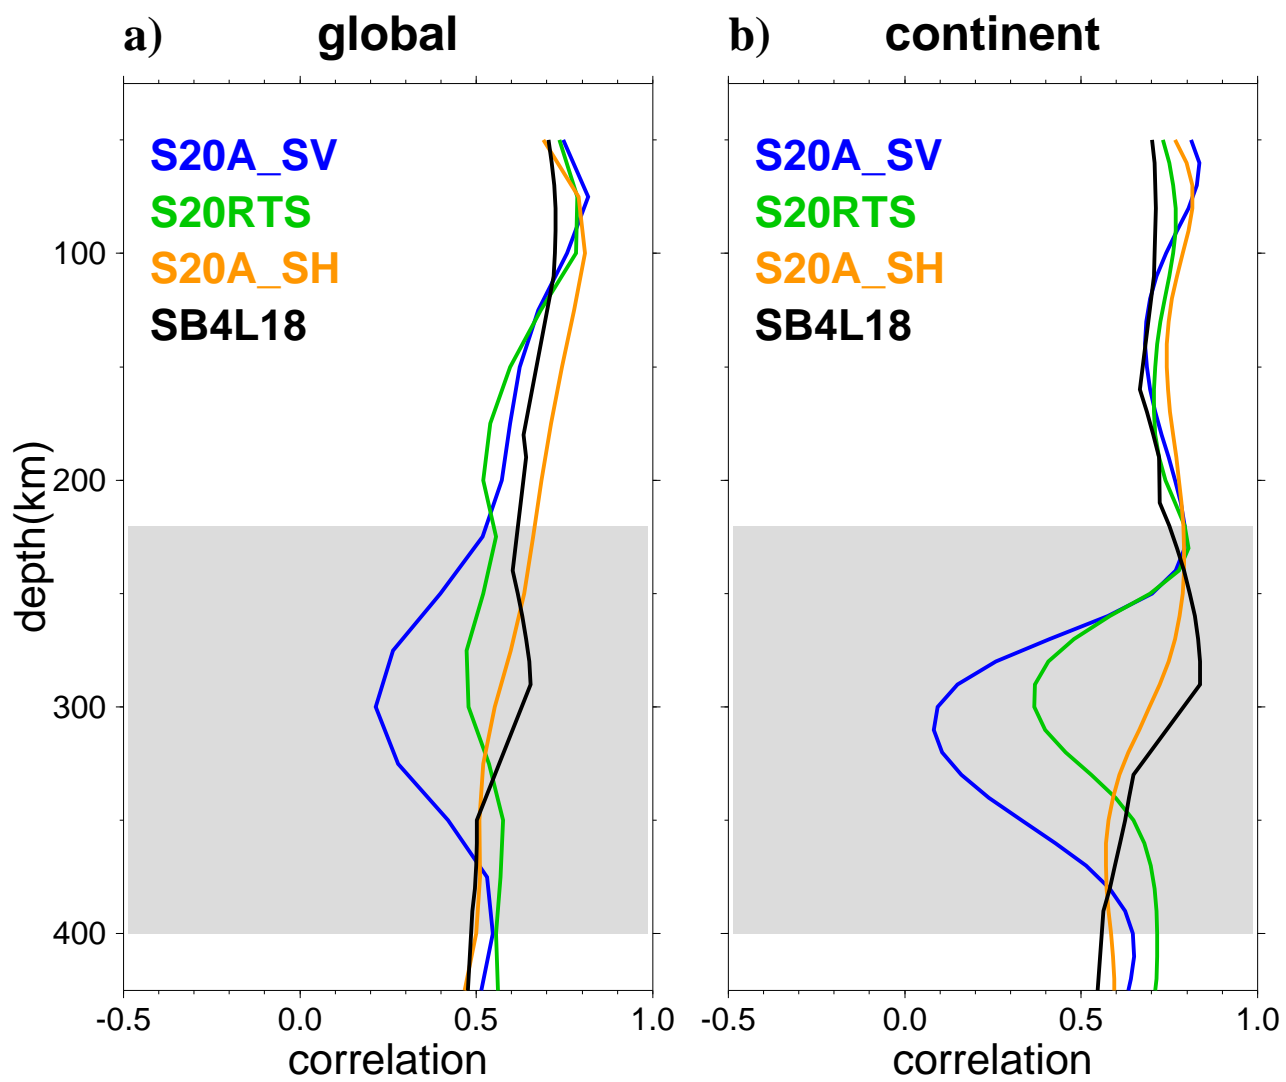 a) global
S20A_SV
S20RTS
S20A_SH
SB4L18
depth(km)
100
200
300
400
-0.5 0.0 0.5 1.0
correlation
b) continent
S20A_SV
S20RTS
S20A_SH
SB4L18
-0.5 0.0 0.5 1.0
correlation